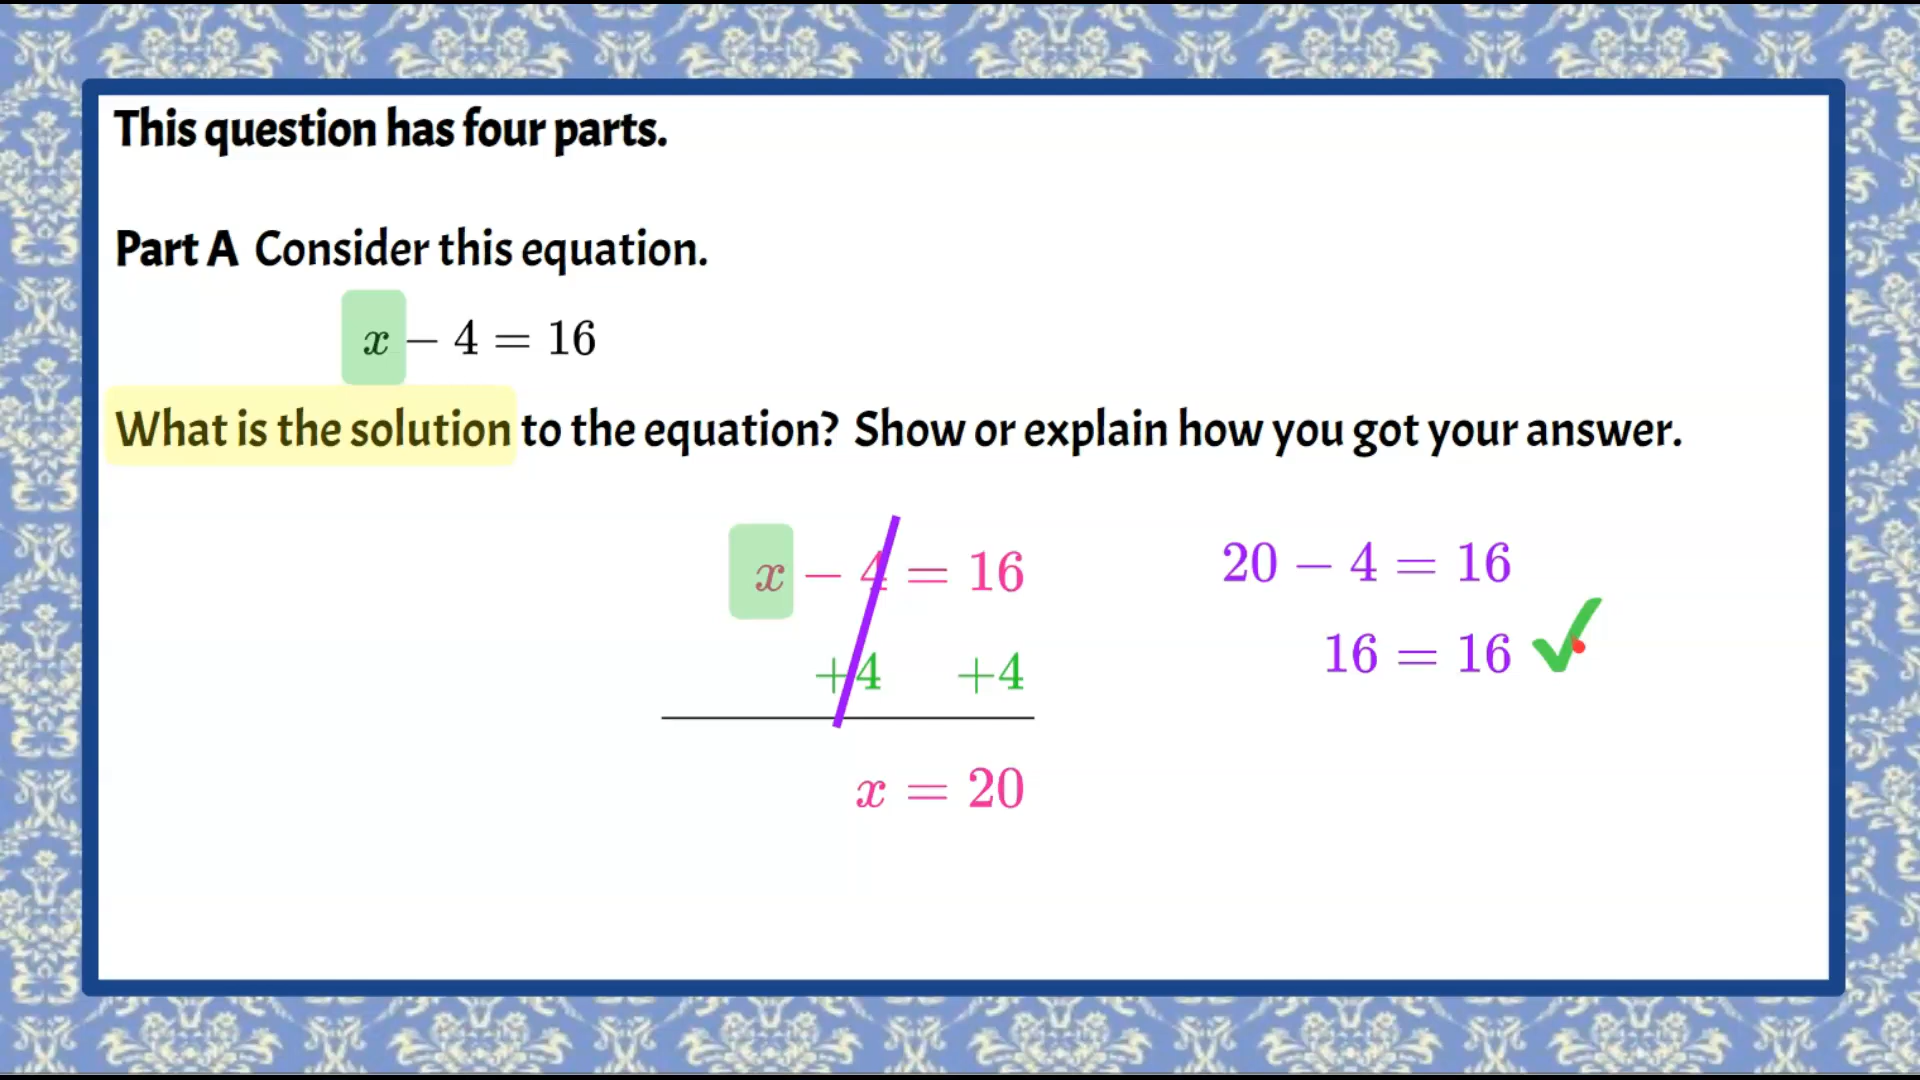 This question has four parts.
Part A Consider this equation.
x − 4 = 16
What is the solution to the equation? Show or explain how you got your answer.
x − 4 = 16
+4 +4
x = 20
20 − 4 = 16
16 = 16 ✓